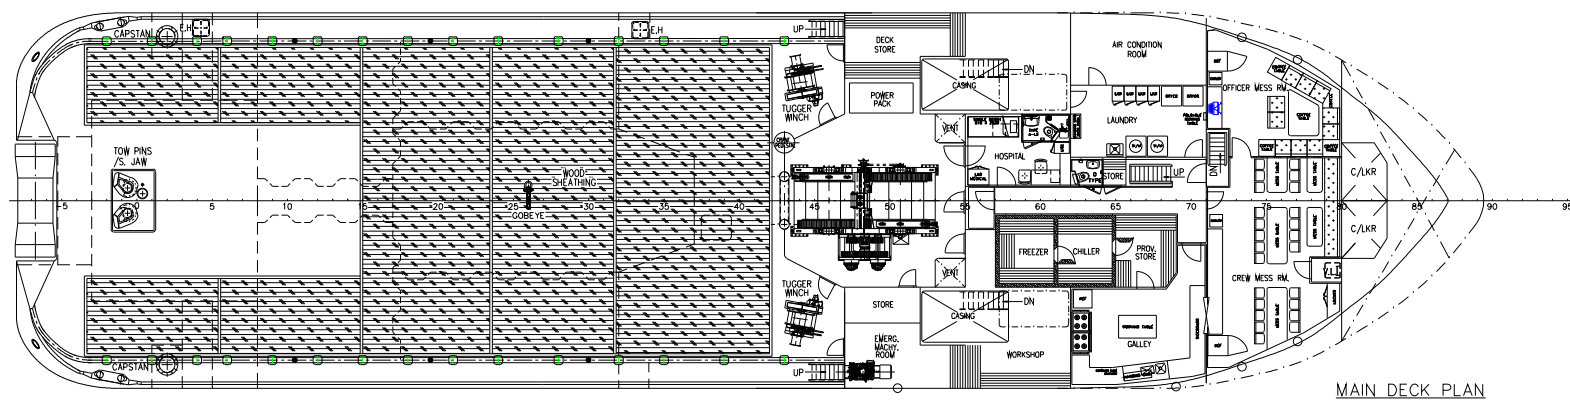 CAPSTAN
E.H
E.H
UP
DECK
STORE
AIR CONDITION
ROOM
DN
CASING
POWER
PACK
TUGGER
WINCH
OFFICER MESS RM.
LAUNDRY
VENT
HOSPITAL
TOW PINS
/S. JAW
WOOD
SHEATHING
GOBEYE
STORE
UP
DN
C/LKR
-5
0
5
10
15
20
25
30
35
40
45
50
55
60
65
70
75
80
85
90
95
C/LKR
FREEZER
CHILLER
PROV.
STORE
VENT
CREW MESS RM.
TUGGER
WINCH
STORE
DN
CASING
EMERG.
MACHY.
ROOM
WORKSHOP
GALLEY
CAPSTAN
UP
MAIN DECK PLAN